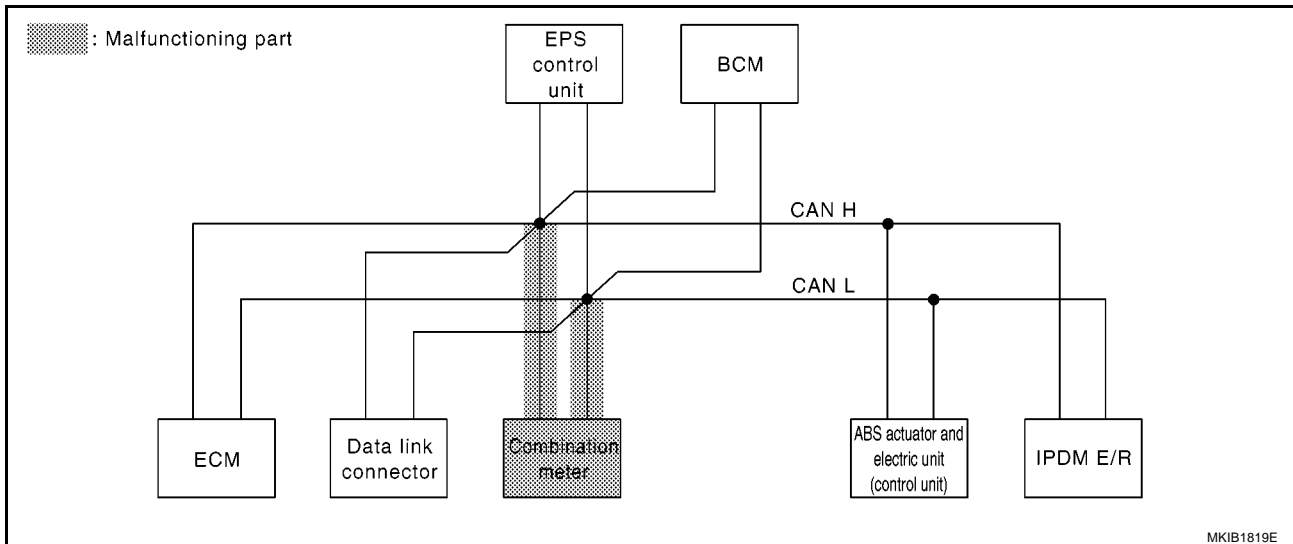 : Malfunctioning part
EPS
control
unit
BCM
CAN H
CAN L
ECM
Data link
connector
Combination
meter
ABS actuator and
electric unit
(control unit)
IPDM E/R
MKIB1819E